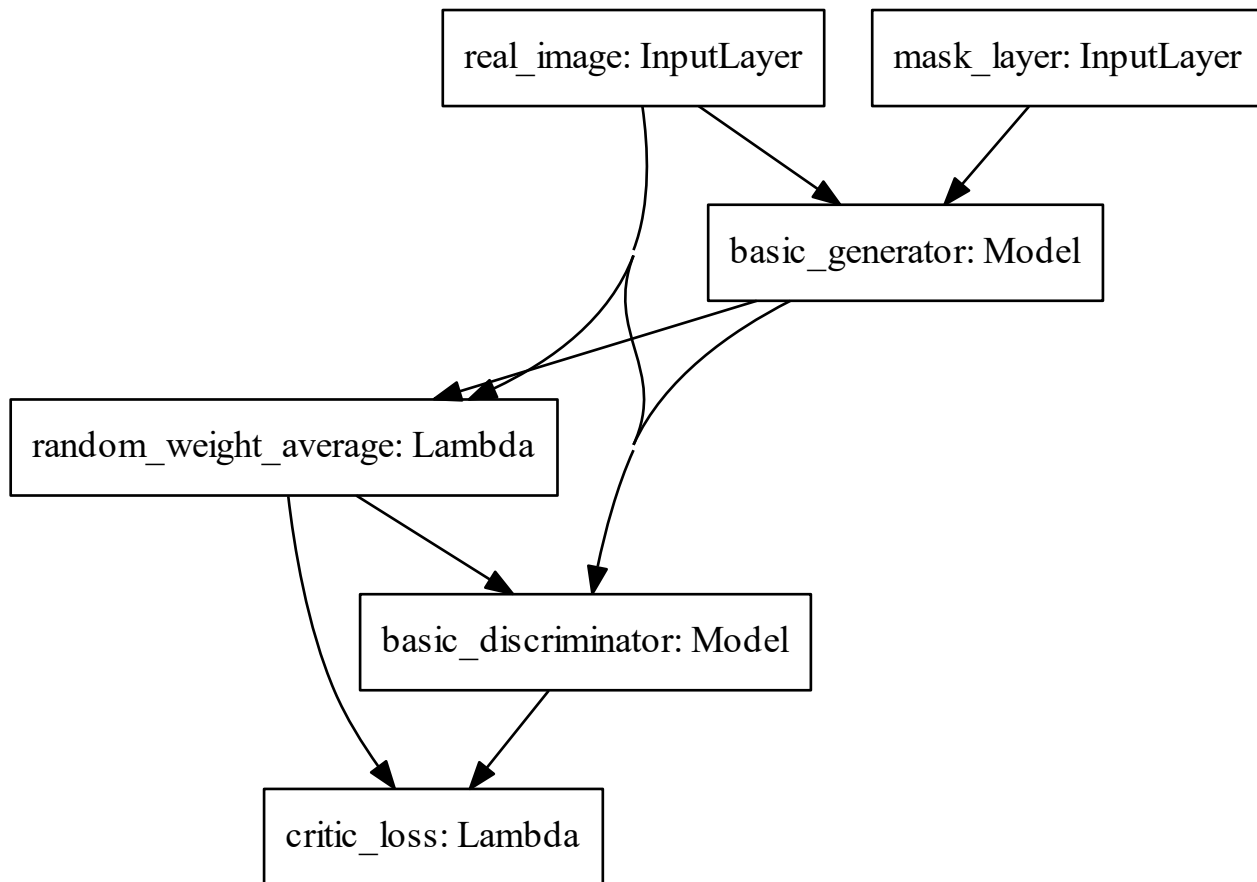 real_image: InputLayer
mask_layer: InputLayer
basic_generator: Model
random_weight_average: Lambda
basic_discriminator: Model
critic_loss: Lambda